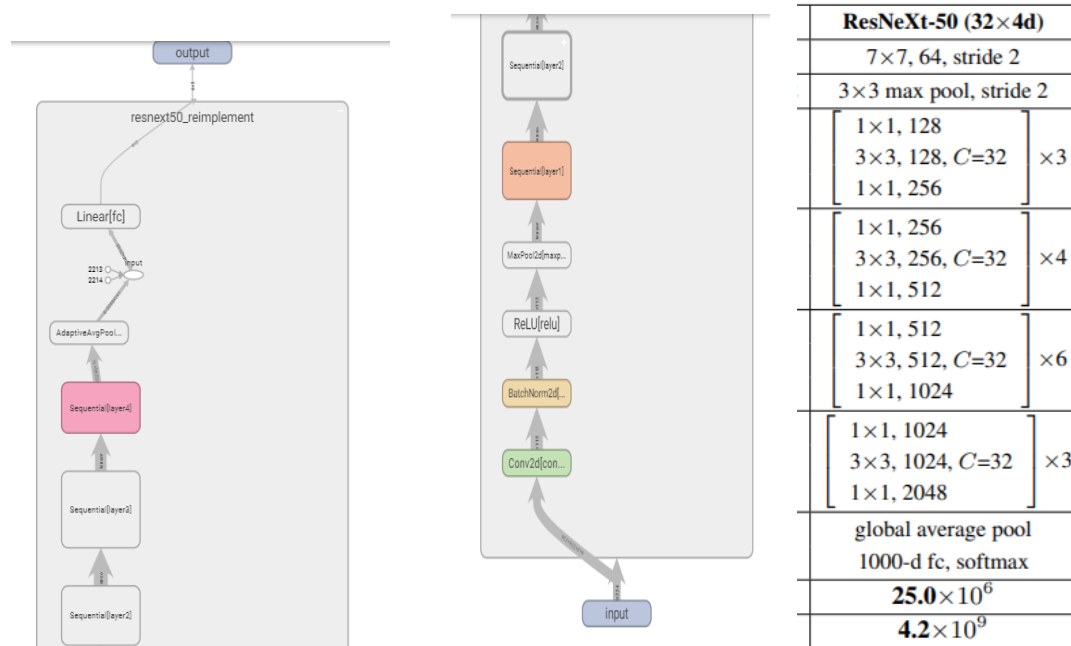 output
resnext50_reimplement
Linear[fc]
input
2213
2214
AdaptiveAvgPool...
Sequential[layer4]
Sequential[layer3]
Sequential[layer2]
Sequential[layer2]
Sequential[layer1]
MaxPool2d[maxp...
ReLU[relu]
BatchNorm2d[...
Conv2d[con...
input
ResNeXt-50 (32×4d)
7×7, 64, stride 2
3×3 max pool, stride 2
1×1, 128
3×3, 128, C=32 ×3
1×1, 256
1×1, 256
3×3, 256, C=32 ×4
1×1, 512
1×1, 512
3×3, 512, C=32 ×6
1×1, 1024
1×1, 1024
3×3, 1024, C=32 ×3
1×1, 2048
global average pool
1000-d fc, softmax
25.0×10⁶
4.2×10⁹